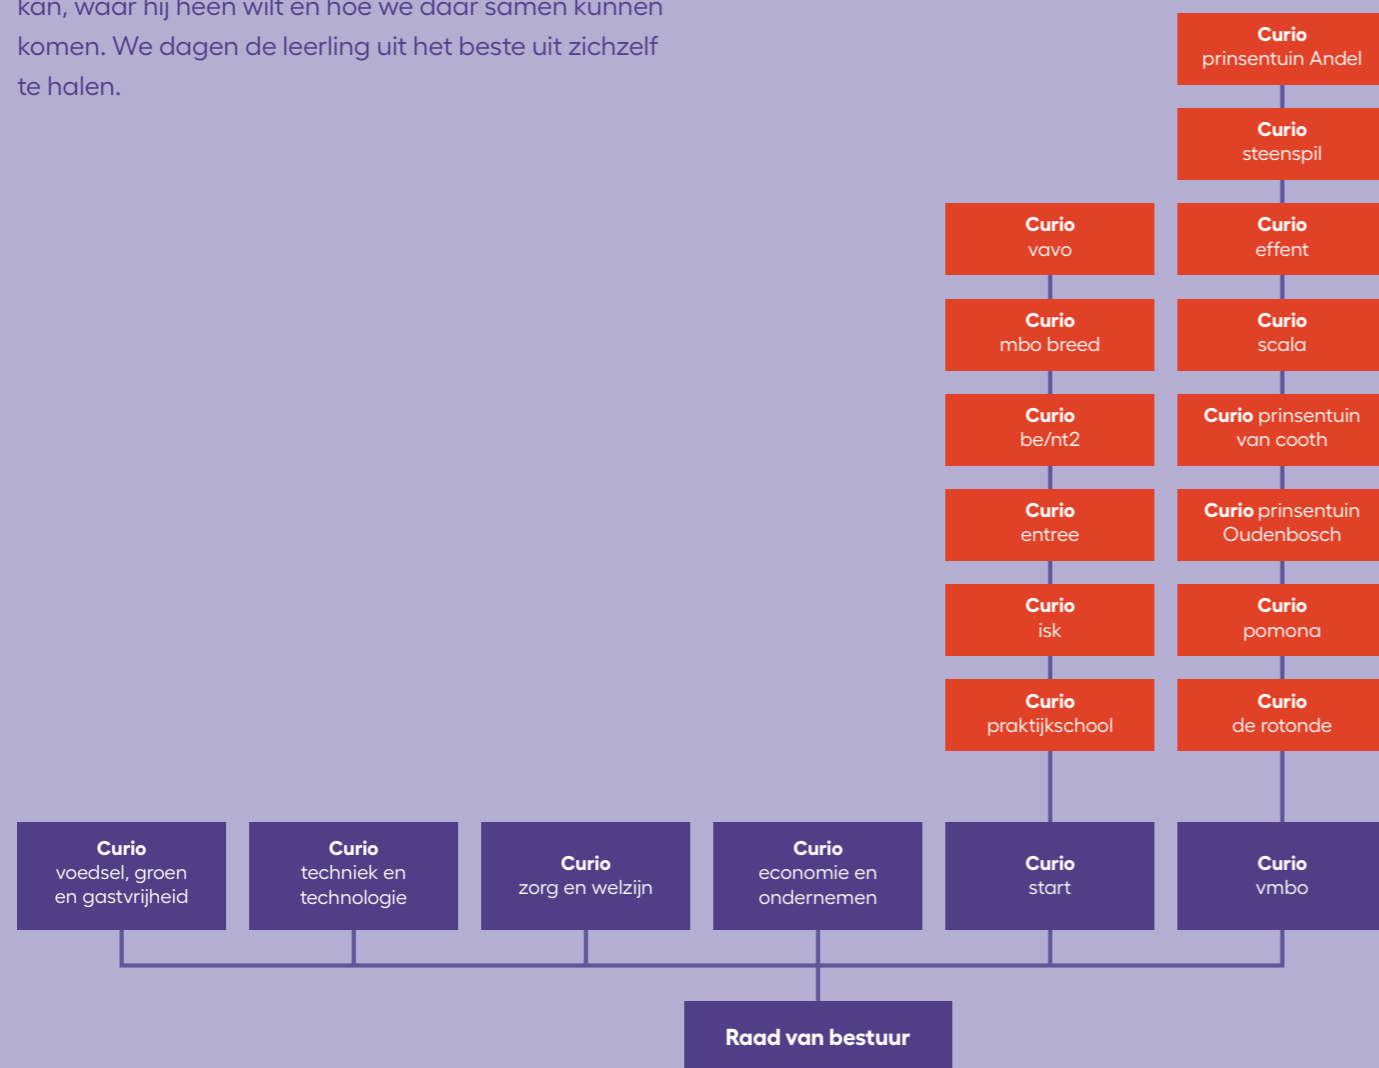 kan, waar hij heen wilt en hoe we daar samen kunnen
komen. We dagen de leerling uit het beste uit zichzelf
te halen.
Curio
prinsentuin Andel
Curio
steenspil
Curio
vavo
Curio
effent
Curio
mbo breed
Curio
scala
Curio
be/nt2
Curio prinsentuin
van cooth
Curio
entree
Curio prinsentuin
Oudenbosch
Curio
isk
Curio
pomona
Curio
praktijkschool
Curio
de rotonde
Curio
voedsel, groen
en gastvrijheid
Curio
techniek en
technologie
Curio
zorg en welzijn
Curio
economie en
ondernemen
Curio
start
Curio
vmbo
Raad van bestuur